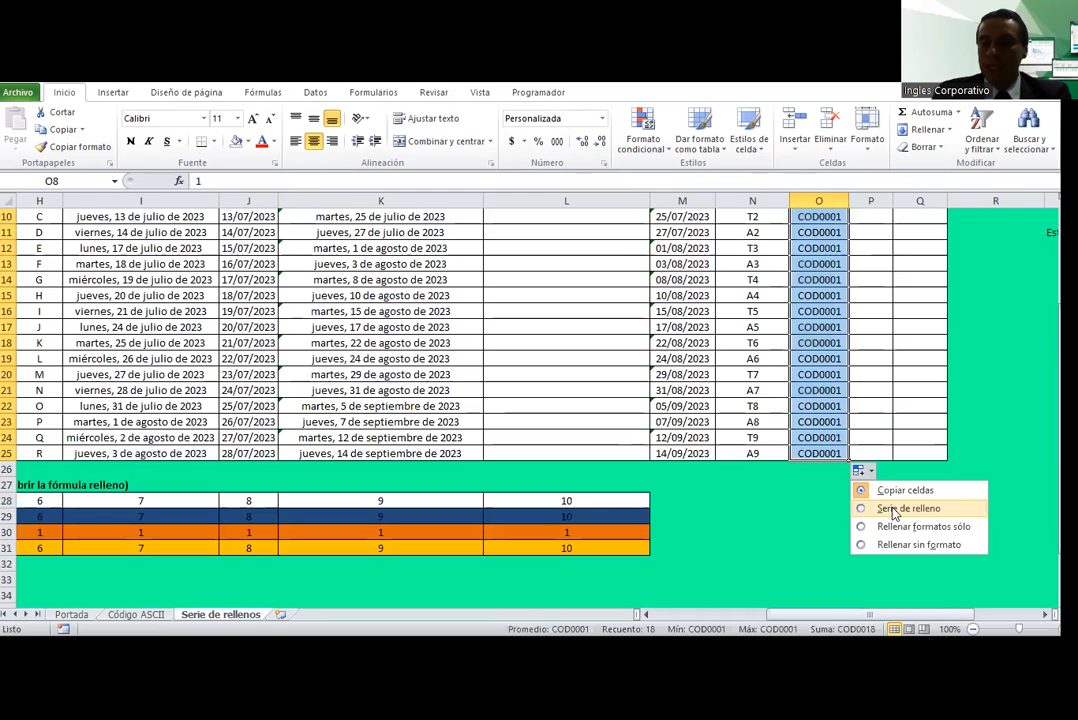 Ingles Corporativo
Archivo Inicio Insertar Diseño de página Fórmulas Datos Formularios Revisar Vista Programador
Cortar
Copiar
Copiar formato
Pegar
Portapapeles
Calibri 11
N K S
Fuente
Ajustar texto
Combinar y centrar
Alineación
Personalizada
$ % 000
Número
Formato condicional
Dar formato como tabla
Estilos de celda
Estilos
Insertar Eliminar Formato
Celdas
Autosuma
Rellenar
Borrar
Ordenar y filtrar
Buscar y seleccionar
Modificar
O8 fx 1
H I J K L M N O P Q R
10 C jueves, 13 de julio de 2023 13/07/2023 martes, 25 de julio de 2023 25/07/2023 T2 COD0001
11 D viernes, 14 de julio de 2023 14/07/2023 jueves, 27 de julio de 2023 27/07/2023 A2 COD0001 Es
12 E lunes, 17 de julio de 2023 15/07/2023 martes, 1 de agosto de 2023 01/08/2023 T3 COD0001
13 F martes, 18 de julio de 2023 16/07/2023 jueves, 3 de agosto de 2023 03/08/2023 A3 COD0001
14 G miércoles, 19 de julio de 2023 17/07/2023 martes, 8 de agosto de 2023 08/08/2023 T4 COD0001
15 H jueves, 20 de julio de 2023 18/07/2023 jueves, 10 de agosto de 2023 10/08/2023 A4 COD0001
16 I viernes, 21 de julio de 2023 19/07/2023 martes, 15 de agosto de 2023 15/08/2023 T5 COD0001
17 J lunes, 24 de julio de 2023 20/07/2023 jueves, 17 de agosto de 2023 17/08/2023 A5 COD0001
18 K martes, 25 de julio de 2023 21/07/2023 martes, 22 de agosto de 2023 22/08/2023 T6 COD0001
19 L miércoles, 26 de julio de 2023 22/07/2023 jueves, 24 de agosto de 2023 24/08/2023 A6 COD0001
20 M jueves, 27 de julio de 2023 23/07/2023 martes, 29 de agosto de 2023 29/08/2023 T7 COD0001
21 N viernes, 28 de julio de 2023 24/07/2023 jueves, 31 de agosto de 2023 31/08/2023 A7 COD0001
22 O lunes, 31 de julio de 2023 25/07/2023 martes, 5 de septiembre de 2023 05/09/2023 T8 COD0001
23 P martes, 1 de agosto de 2023 26/07/2023 jueves, 7 de septiembre de 2023 07/09/2023 A8 COD0001
24 Q miércoles, 2 de agosto de 2023 27/07/2023 martes, 12 de septiembre de 2023 12/09/2023 T9 COD0001
25 R jueves, 3 de agosto de 2023 28/07/2023 jueves, 14 de septiembre de 2023 14/09/2023 A9 COD0001
26
27 brir la fórmula relleno)
28 6 7 8 9 10
29 6 7 8 9 10
30 1 1 1 1 1
31 6 7 8 9 10
32
33
34
Copiar celdas
Serie de relleno
Rellenar formatos sólo
Rellenar sin formato
Portada Código ASCII Serie de rellenos
Listo Promedio: COD0001 Recuento: 18 Mín: COD0001 Máx: COD0001 Suma: COD0018 100%